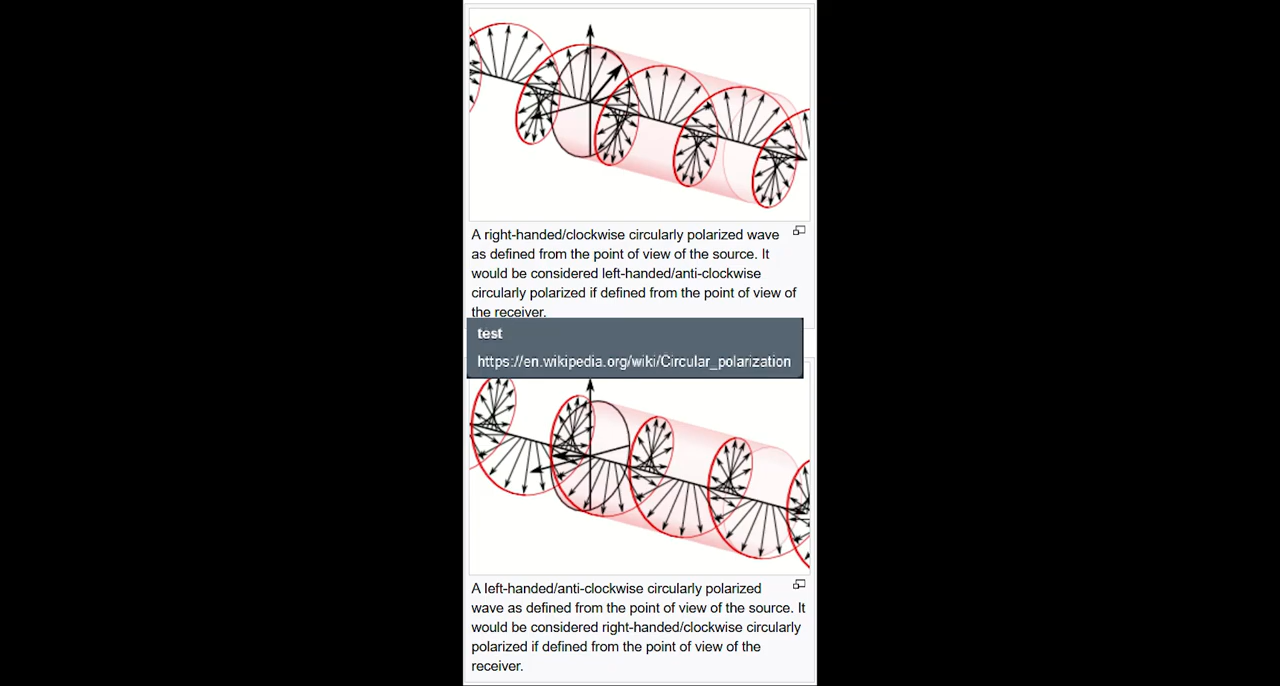 A right-handed/clockwise circularly polarized wave
as defined from the point of view of the source. It
would be considered left-handed/anti-clockwise
circularly polarized if defined from the point of view of
the receiver.
test
https://en.wikipedia.org/wiki/Circular_polarization
A left-handed/anti-clockwise circularly polarized
wave as defined from the point of view of the source. It
would be considered right-handed/clockwise circularly
polarized if defined from the point of view of the
receiver.